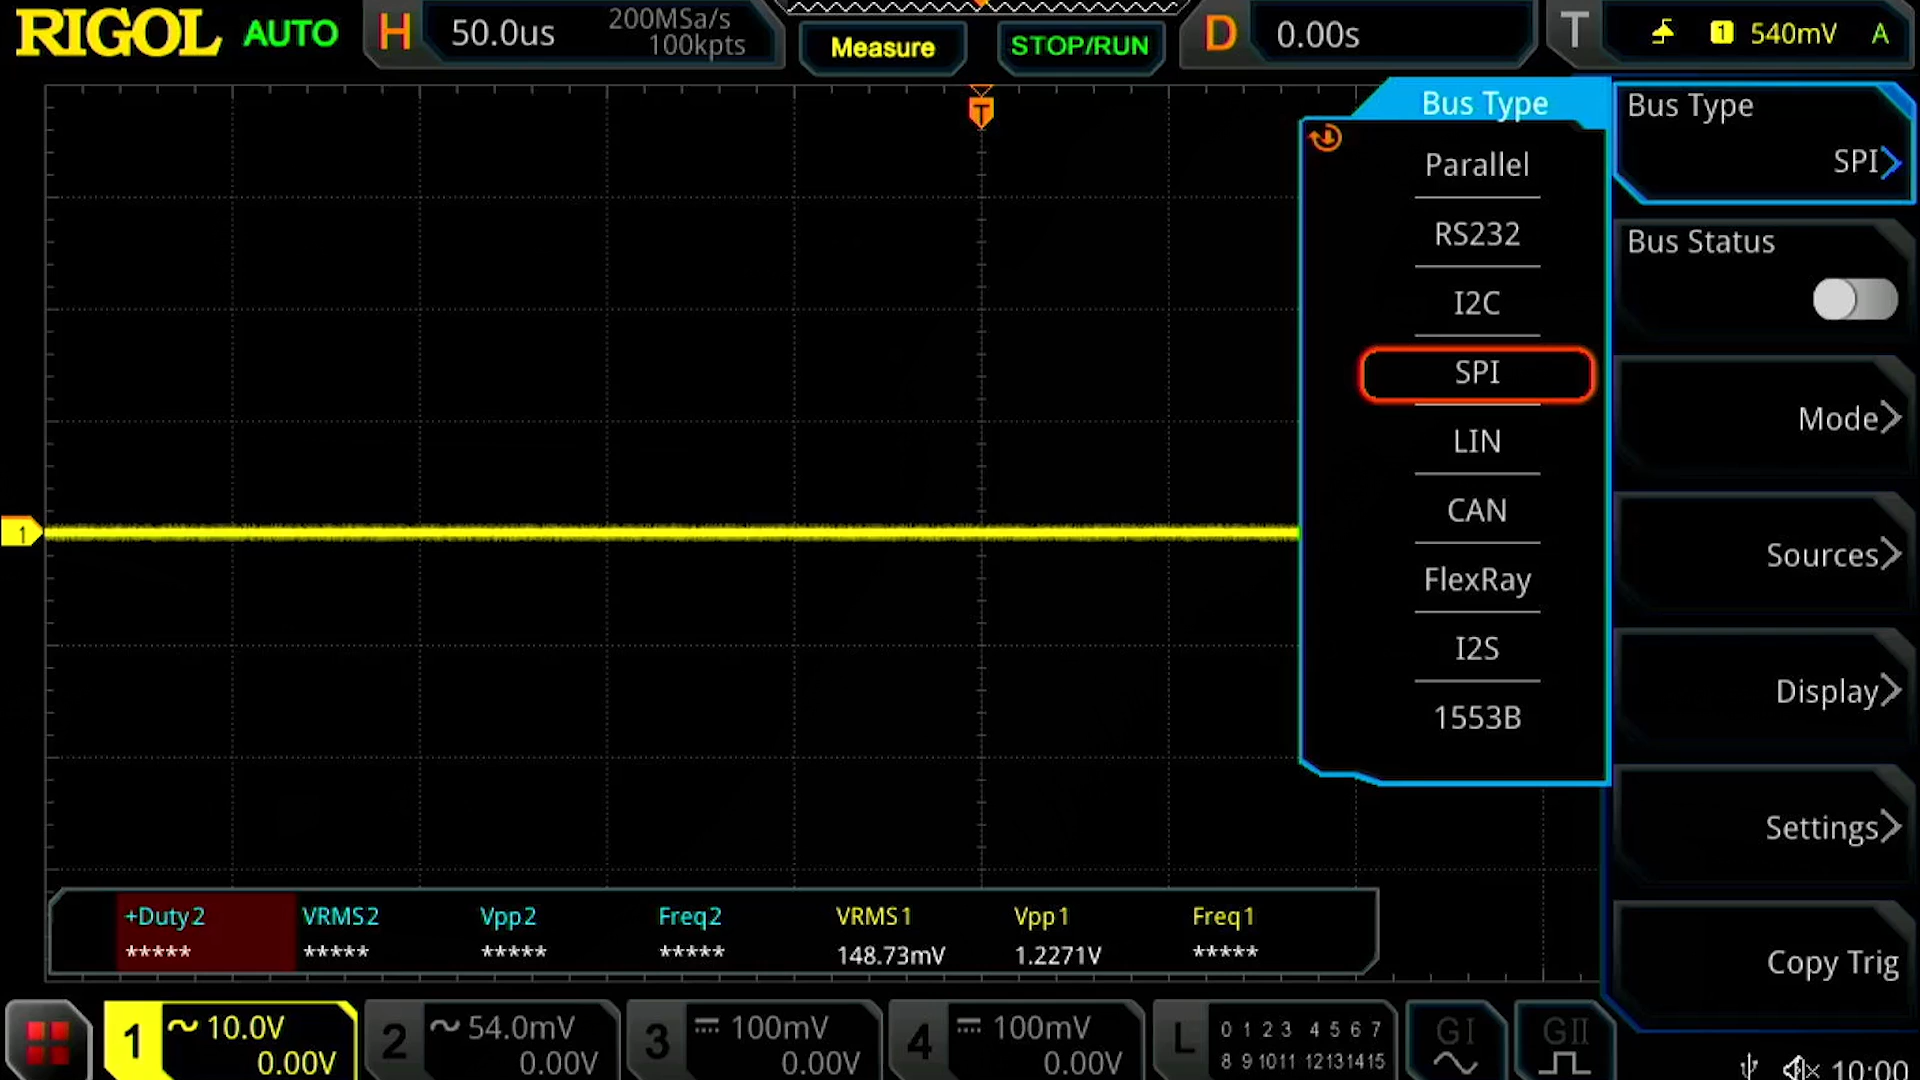 RIGOL AUTO
H 50.0us 200MSa/s
100kpts
Measure
STOP/RUN
D 0.00s
T 1 540mV A
T
Bus Type
Parallel
RS232
I2C
SPI
LIN
CAN
FlexRay
I2S
1553B
Bus Type
SPI
Bus Status
Mode
Sources
Display
Settings
Copy Trig
1
+Duty2 VRMS2 Vpp2 Freq2 VRMS1 Vpp1 Freq1
***** ***** ***** ***** 148.73mV 1.2271V *****
1 10.0V
0.00V
2 54.0mV
0.00V
3 100mV
0.00V
4 100mV
0.00V
L 0 1 2 3 4 5 6 7
8 9 10 11 12 13 14 15
GI
GII
10:00